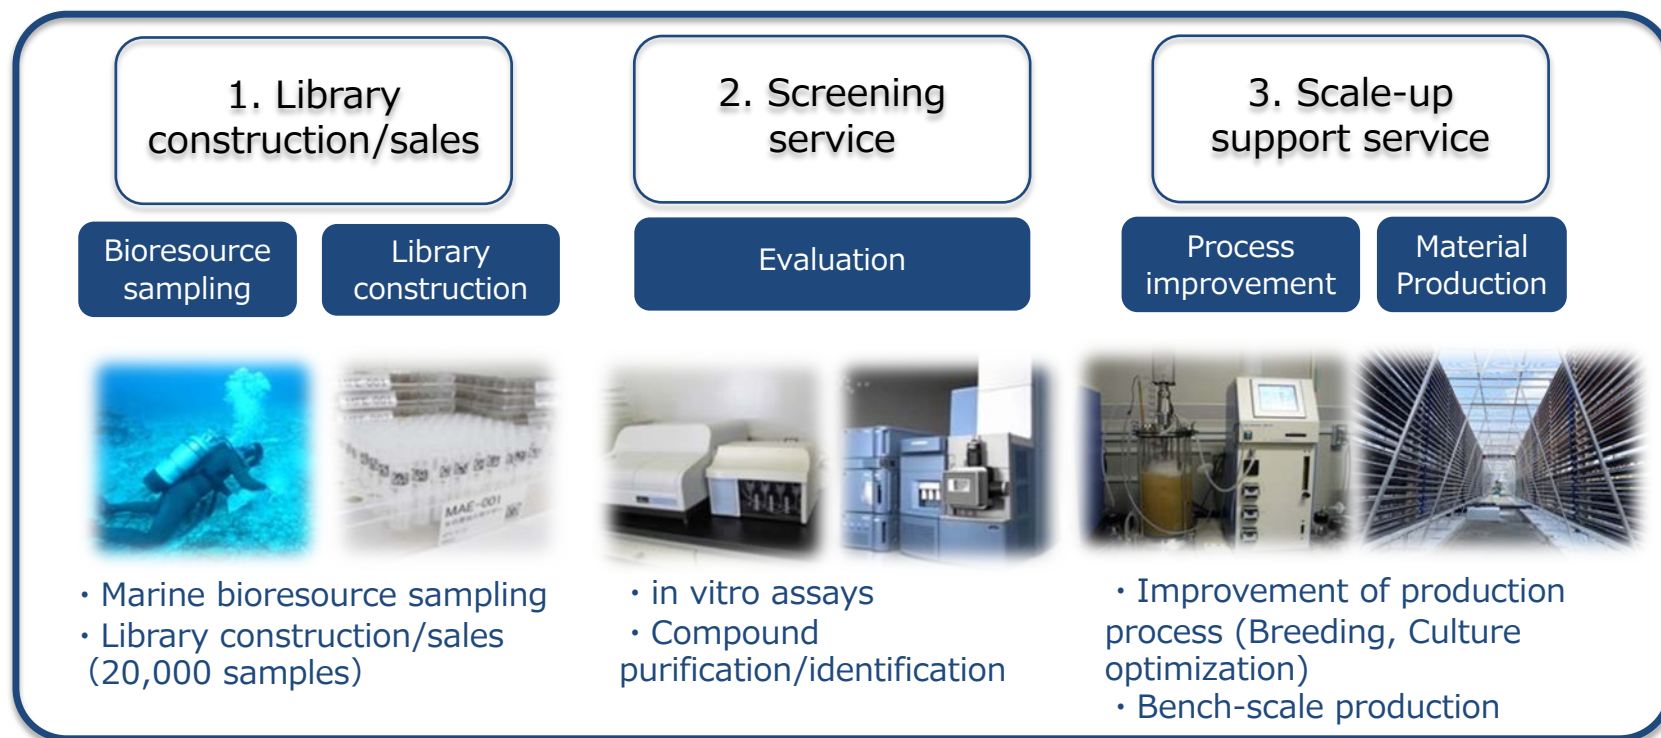 1. Library
construction/sales
2. Screening
service
3. Scale-up
support service
Bioresource
sampling
Library
construction
Evaluation
Process
improvement
Material
Production
MAE-001
・Marine bioresource sampling
・Library construction/sales
（20,000 samples）
・in vitro assays
・Compound
purification/identification
・Improvement of production
process (Breeding, Culture
optimization)
・Bench-scale production